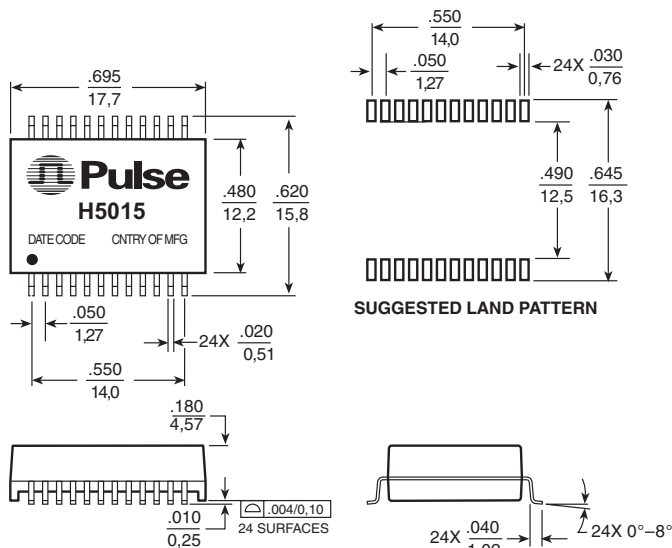 .695
17,7
Pulse
H5015
DATE CODE CNTRY OF MFG
.480
12,2
.620
15,8
.050
1,27
24X .020
0,51
.550
14,0
.550
14,0
.050
1,27
24X .030
0,76
.490
12,5
.645
16,3
SUGGESTED LAND PATTERN
.180
4,57
.010
0,25
.004/0,10
24 SURFACES
24X .040
24X 0°–8°